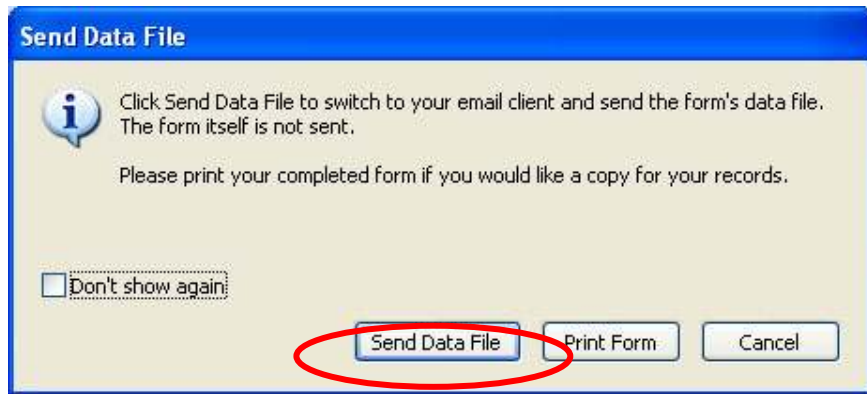 Send Data File
Click Send Data File to switch to your email client and send the form's data file.
The form itself is not sent.
Please print your completed form if you would like a copy for your records.
Don't show again
Send Data File Print Form Cancel